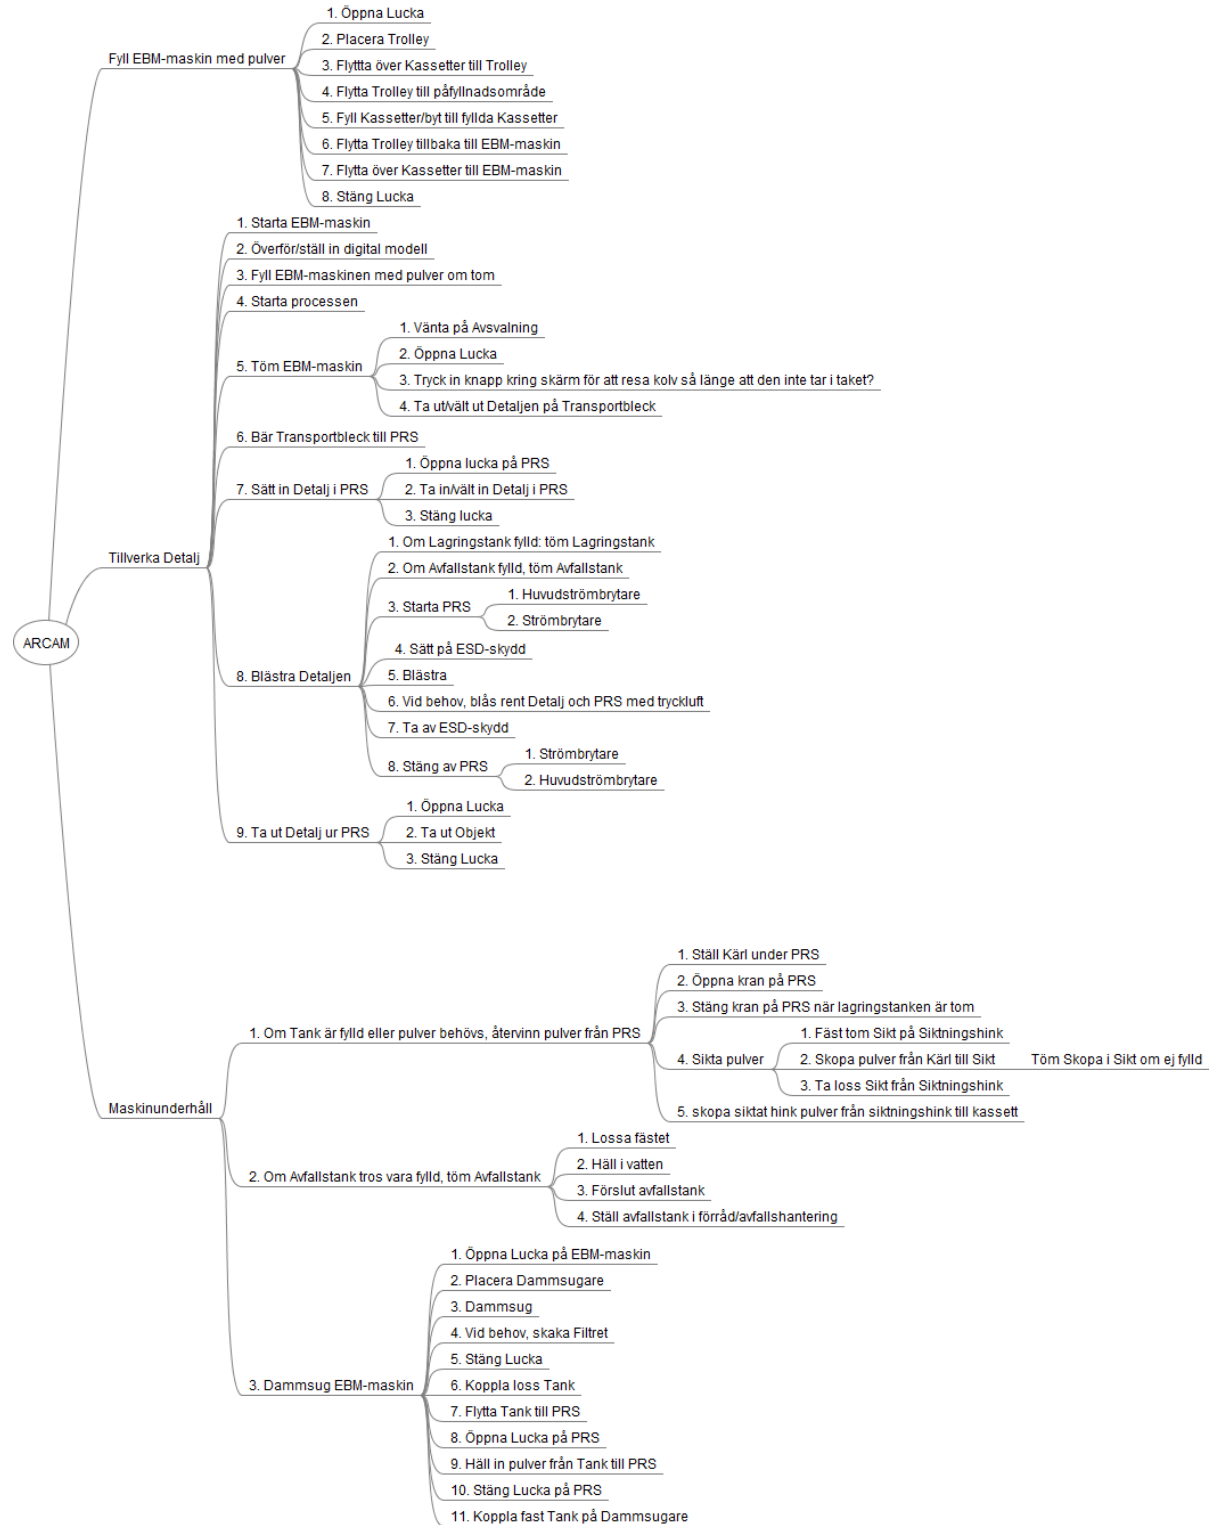 ARCAM
Fyll EBM-maskin med pulver
1. Öppna Lucka
2. Placera Trolley
3. Flyttta över Kassetter till Trolley
4. Flytta Trolley till påfyllnadsområde
5. Fyll Kassetter/byt till fyllda Kassetter
6. Flytta Trolley tillbaka till EBM-maskin
7. Flytta över Kassetter till EBM-maskin
8. Stäng Lucka
Tillverka Detalj
1. Starta EBM-maskin
2. Överför/ställ in digital modell
3. Fyll EBM-maskinen med pulver om tom
4. Starta processen
5. Töm EBM-maskin
1. Vänta på Avsvalning
2. Öppna Lucka
3. Tryck in knapp kring skärm för att resa kolv så länge att den inte tar i taket?
4. Ta ut/vält ut Detaljen på Transportbleck
6. Bär Transportbleck till PRS
7. Sätt in Detalj i PRS
1. Öppna lucka på PRS
2. Ta in/vält in Detalj i PRS
3. Stäng lucka
8. Blästra Detaljen
1. Om Lagringstank fylld: töm Lagringstank
2. Om Avfallstank fylld, töm Avfallstank
3. Starta PRS
1. Huvudströmbrytare
2. Strömbrytare
4. Sätt på ESD-skydd
5. Blästra
6. Vid behov, blås rent Detalj och PRS med tryckluft
7. Ta av ESD-skydd
8. Stäng av PRS
1. Strömbrytare
2. Huvudströmbrytare
9. Ta ut Detalj ur PRS
1. Öppna Lucka
2. Ta ut Objekt
3. Stäng Lucka
Maskinunderhåll
1. Om Tank är fylld eller pulver behövs, återvinn pulver från PRS
1. Ställ Kärl under PRS
2. Öppna kran på PRS
3. Stäng kran på PRS när lagringstanken är tom
4. Sikta pulver
1. Fäst tom Sikt på Siktningshink
2. Skopa pulver från Kärl till Sikt
Töm Skopa i Sikt om ej fylld
3. Ta loss Sikt från Siktningshink
5. skopa siktat hink pulver från siktningshink till kassett
2. Om Avfallstank tros vara fylld, töm Avfallstank
1. Lossa fästet
2. Häll i vatten
3. Förslut avfallstank
4. Ställ avfallstank i förråd/avfallshantering
3. Dammsug EBM-maskin
1. Öppna Lucka på EBM-maskin
2. Placera Dammsugare
3. Dammsug
4. Vid behov, skaka Filtret
5. Stäng Lucka
6. Koppla loss Tank
7. Flytta Tank till PRS
8. Öppna Lucka på PRS
9. Häll in pulver från Tank till PRS
10. Stäng Lucka på PRS
11. Koppla fast Tank på Dammsugare